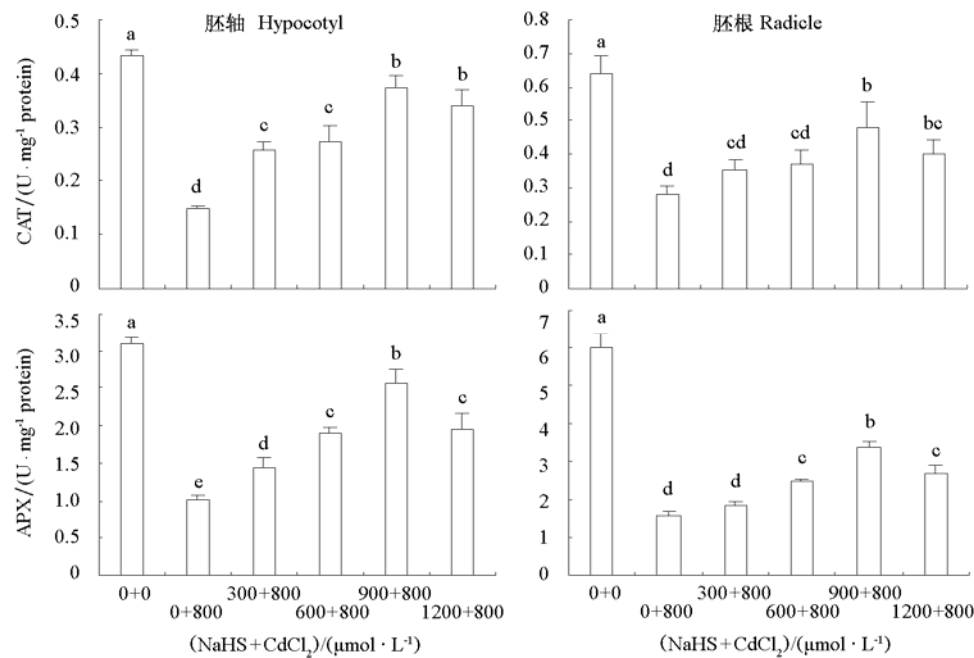 胚轴 Hypocotyl
CAT/(U · mg⁻¹ protein)
0.5
0.4
0.3
0.2
0.1
0
a
d
c
c
b
b
胚根 Radicle
0.8
0.7
0.6
0.5
0.4
0.3
0.2
0.1
0
a
d
cd
cd
b
bc
APX/(U · mg⁻¹ protein)
3.5
3.0
2.5
2.0
1.5
1.0
0.5
0
a
e
d
c
b
c
0+0
0+800
300+800
600+800
900+800
1200+800
(NaHS+CdCl₂)/(μmol · L⁻¹)
7
6
5
4
3
2
1
0
a
d
d
c
b
c
0+0
0+800
300+800
600+800
900+800
1200+800
(NaHS+CdCl₂)/(μmol · L⁻¹)